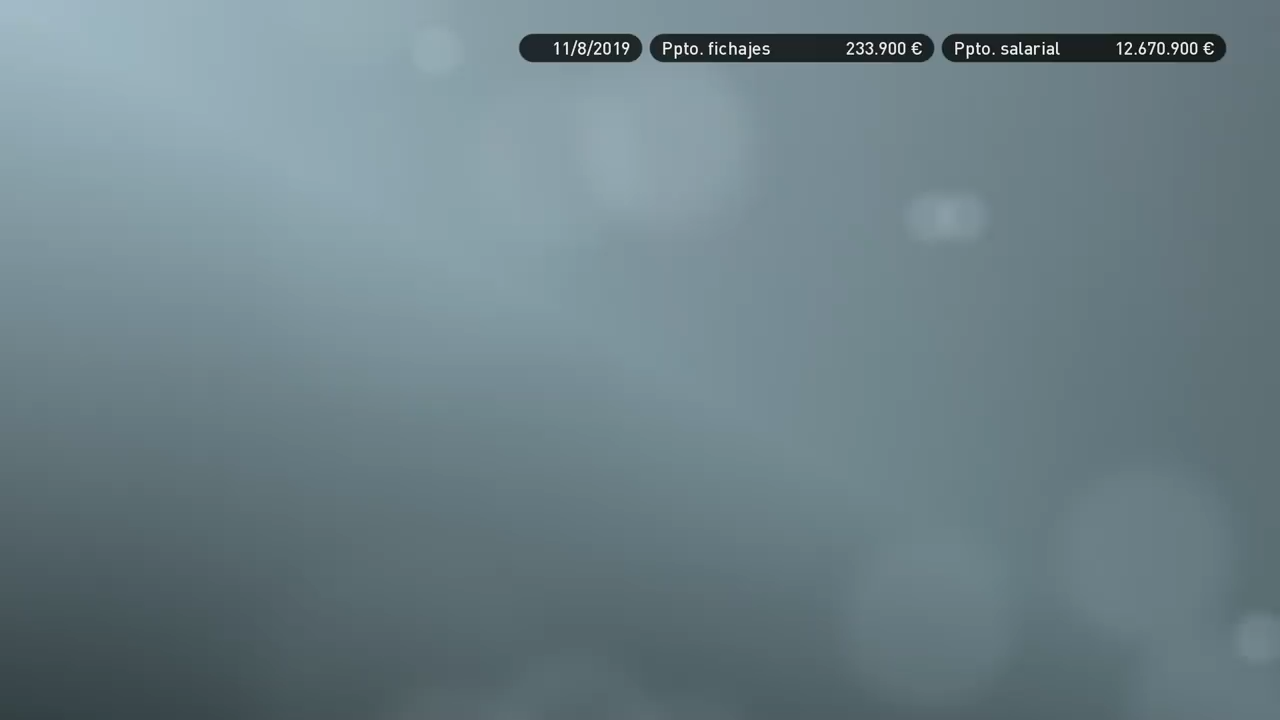 11/8/2019 Ppto. fichajes 233.900 € Ppto. salarial 12.670.900 €